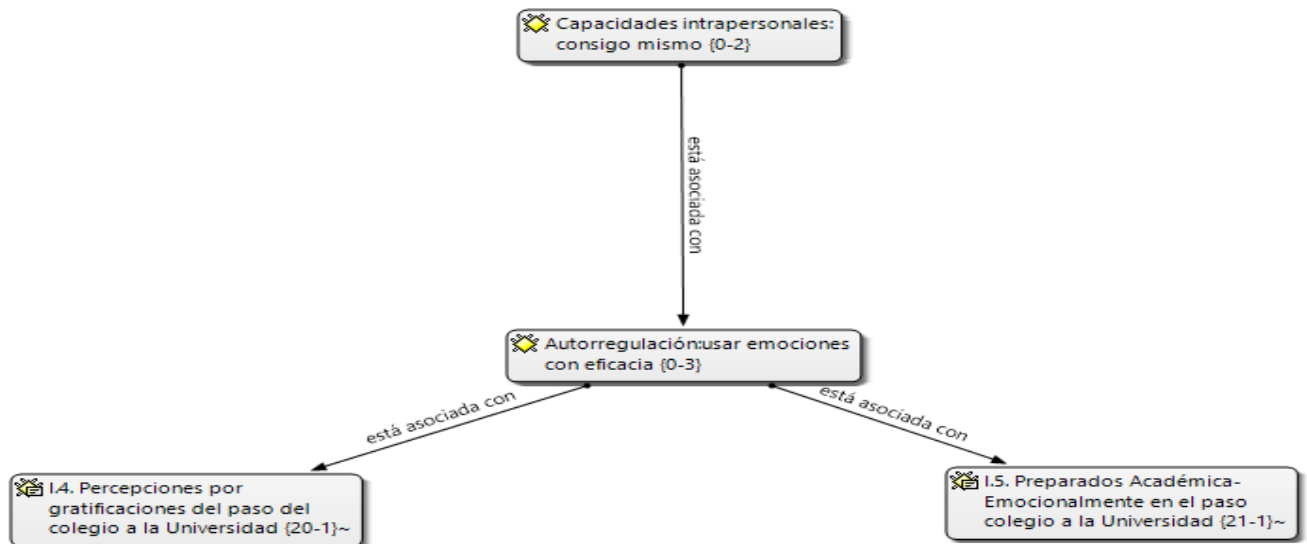 Capacidades intrapersonales:
consigo mismo {0-2}
está asociada con
Autorregulación:usar emociones
con eficacia {0-3}
está asociada con
está asociada con
I.4. Percepciones por
gratificaciones del paso del
colegio a la Universidad {20-1}~
I.5. Preparados Académica-
Emocionalmente en el paso
colegio a la Universidad {21-1}~